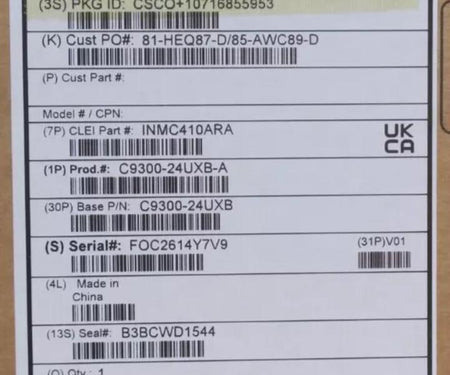 (3S) PKG ID: CSCO+10716855953
(K) Cust PO#: 81-HEQ87-D/85-AWC89-D
(P) Cust Part #:
Model # / CPN:
(7P) CLEI Part #: INMC410ARA
UK
CA
(1P) Prod.#: C9300-24UXB-A
(30P) Base P/N: C9300-24UXB
(S) Serial#: FOC2614Y7V9
(31P)V01
(4L) Made in
China
(13S) Seal#: B3BCWD1544
(Q) Qty.: 1